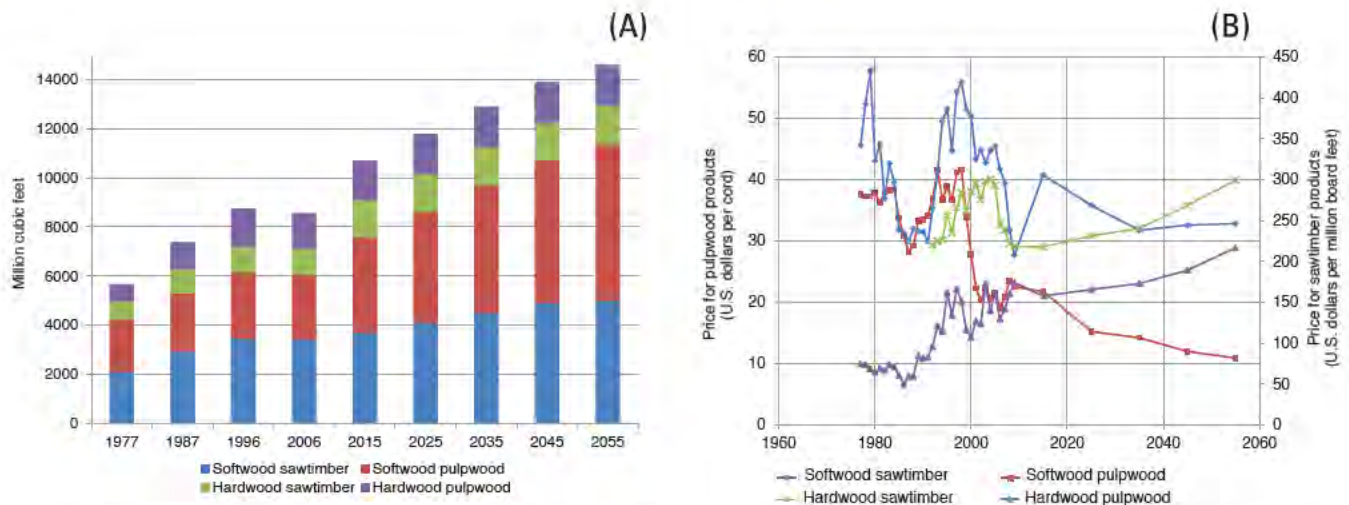 (A)
Million cubic feet
14000
12000
10000
8000
6000
4000
2000
0
1977 1987 1996 2006 2015 2025 2035 2045 2055
Softwood sawtimber Softwood pulpwood
Hardwood sawtimber Hardwood pulpwood
(B)
Price for pulpwood products
(U.S. dollars per cord)
60
50
40
30
20
10
0
450
400
350
300
250
200
150
100
50
0
Price for sawtimber products
(U.S. dollars per million board feet)
1960 1980 2000 2020 2040 2060
Softwood sawtimber Softwood pulpwood
Hardwood sawtimber Hardwood pulpwood